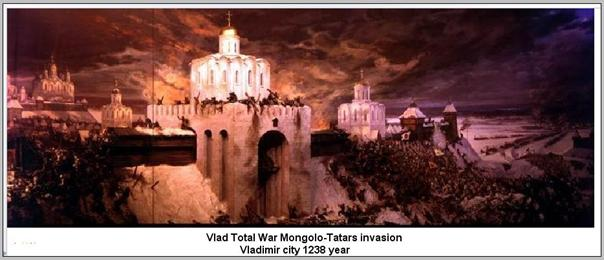 Vlad Total War Mongolo-Tatars invasion
Vladimir city 1238 year